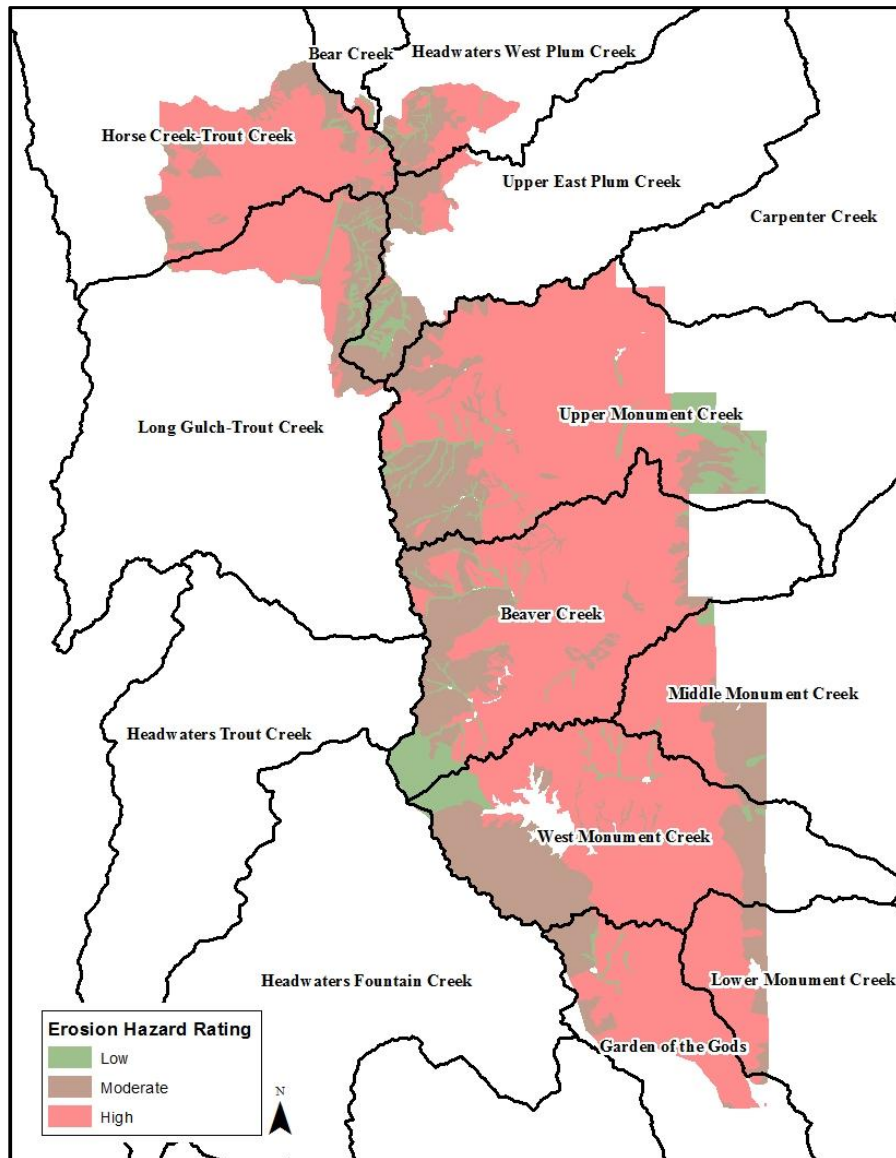 Bear Creek
Headwaters West Plum Creek
Horse Creek-Trout Creek
Upper East Plum Creek
Carpenter Creek
Upper Monument Creek
Long Gulch-Trout Creek
Beaver Creek
Middle Monument Creek
Headwaters Trout Creek
West Monument Creek
Headwaters Fountain Creek
Lower Monument Creek
Garden of the Gods
Erosion Hazard Rating
Low
Moderate
High
N